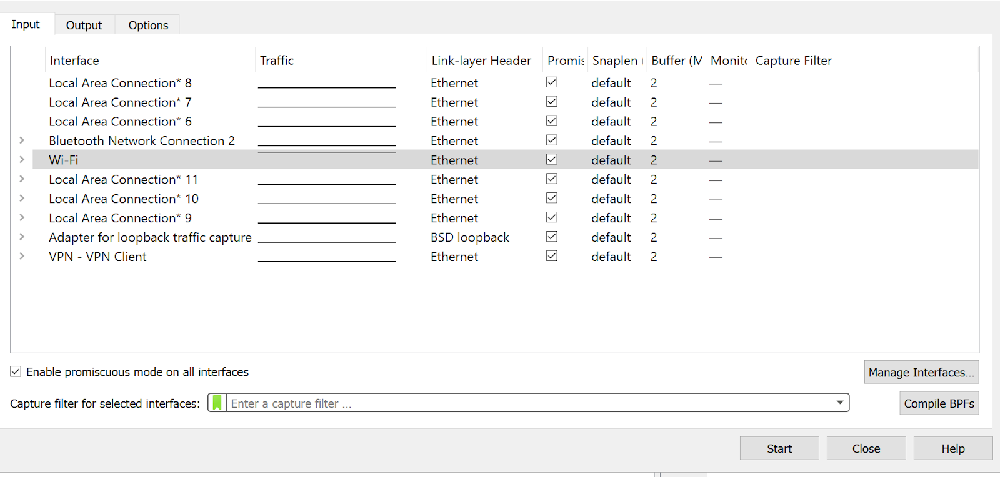 Input Output Options
Interface Traffic Link-layer Header Promis Snaplen ( Buffer (M Monito Capture Filter
Local Area Connection* 8 Ethernet default 2 —
Local Area Connection* 7 Ethernet default 2 —
Local Area Connection* 6 Ethernet default 2 —
Bluetooth Network Connection 2 Ethernet default 2 —
Wi-Fi Ethernet default 2 —
Local Area Connection* 11 Ethernet default 2 —
Local Area Connection* 10 Ethernet default 2 —
Local Area Connection* 9 Ethernet default 2 —
Adapter for loopback traffic capture BSD loopback default 2 —
VPN - VPN Client Ethernet default 2 —
Enable promiscuous mode on all interfaces Manage Interfaces...
Capture filter for selected interfaces: Enter a capture filter ... Compile BPFs
Start Close Help